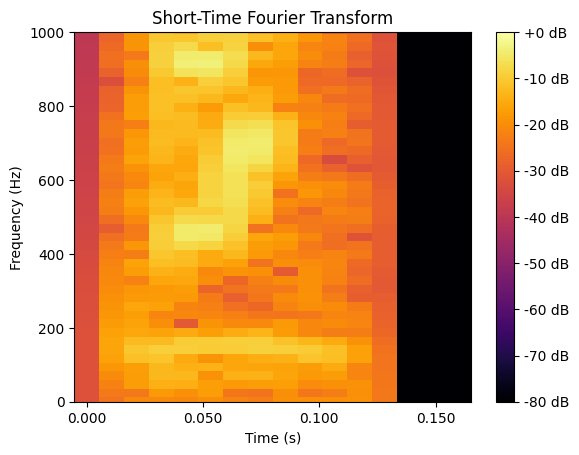 Short-Time Fourier Transform
1000
800
600
400
200
0
Frequency (Hz)
0.000
0.050
0.100
0.150
Time (s)
+0 dB
-10 dB
-20 dB
-30 dB
-40 dB
-50 dB
-60 dB
-70 dB
-80 dB